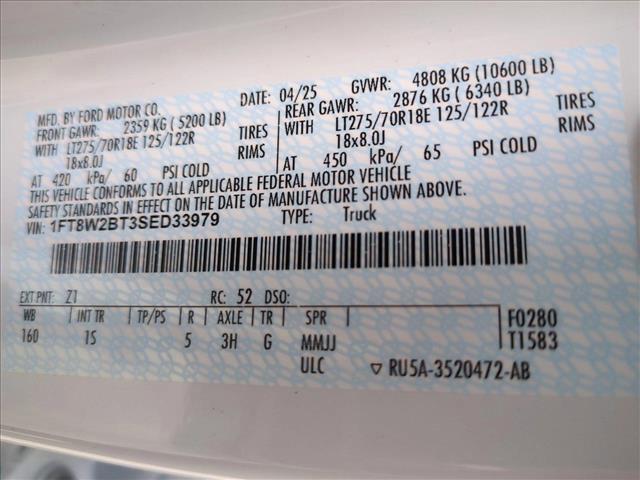 MFD. BY FORD MOTOR CO. DATE: 04/25 GVWR: 4808 KG (10600 LB)
FRONT GAWR: 2359 KG ( 5200 LB) REAR GAWR: 2876 KG ( 6340 LB)
WITH LT275/70R18E 125/122R TIRES WITH LT275/70R18E 125/122R TIRES
18x8.0J RIMS 18x8.0J RIMS
AT 420 kPa/ 60 PSI COLD AT 450 kPa/ 65 PSI COLD
THIS VEHICLE CONFORMS TO ALL APPLICABLE FEDERAL MOTOR VEHICLE
SAFETY STANDARDS IN EFFECT ON THE DATE OF MANUFACTURE SHOWN ABOVE.
VIN: 1FT8W2BT3SED33979 TYPE: Truck
EXT PNT: Z1 RC: 52 DSO:
WB INT TR TP/PS R AXLE TR SPR F0280
160 1S 5 3H G MMJJ T1583
ULC ▽ RU5A-3520472-AB